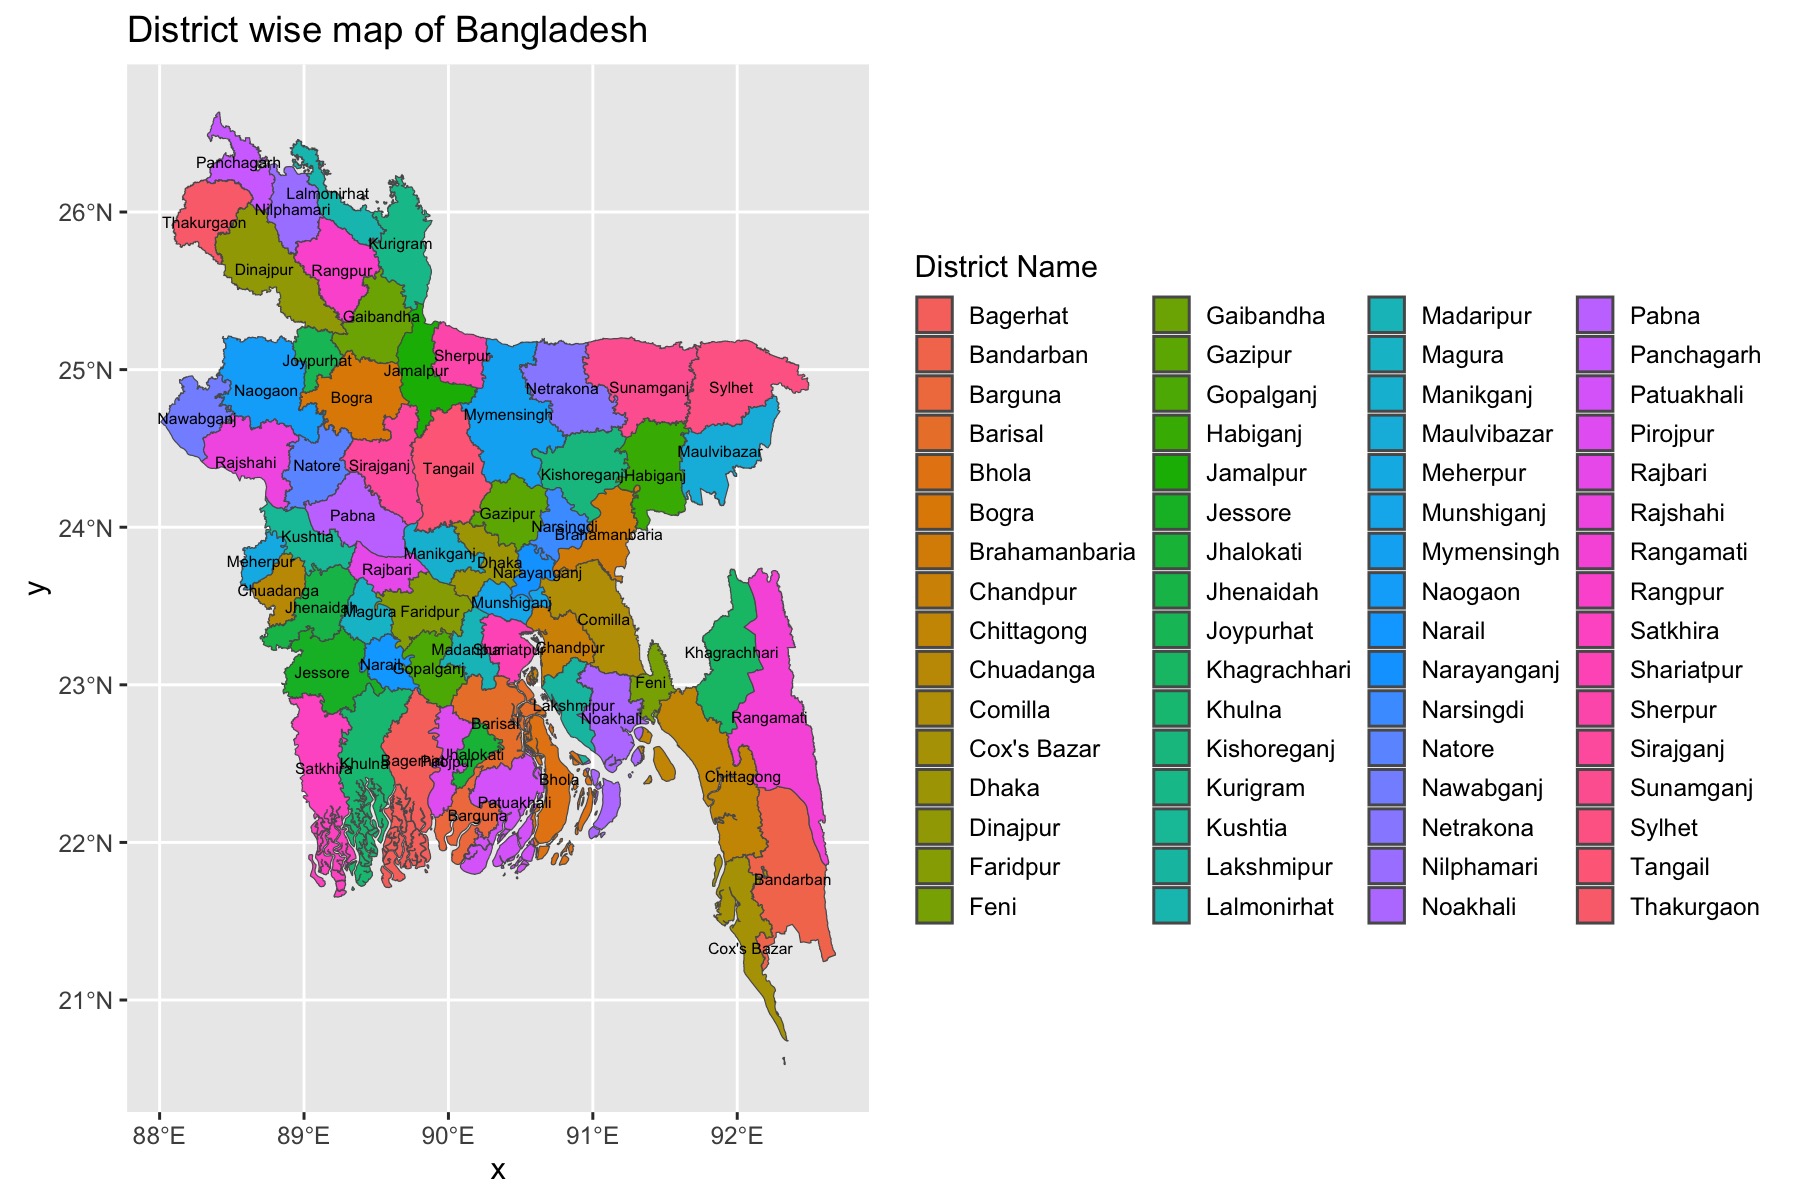 District wise map of Bangladesh
Panchagarh
Lalmonirhat
Nilphamari
Thakurgaon
Kurigram
Dinajpur
Rangpur
Gaibandha
Sherpur
Joypurhat
Jamalpur
Naogaon
Netrakona
Sunamganj
Sylhet
Bogra
Mymensingh
Nawabganj
Maulvibazar
Rajshahi
Natore
Sirajganj
Tangail
Kishoreganj
Habiganj
Pabna
Gazipur
Narsingdi
Brahamanbaria
Kushtia
Manikganj
Meherpur
Dhaka
Rajbari
Narayanganj
Chuadanga
Jhenaidah
Magura
Faridpur
Munshiganj
Comilla
Madaripur
Shariatpur
Chandpur
Khagrachhari
Narail
Gopalganj
Jessore
Feni
Lakshmipur
Noakhali
Rangamati
Barisal
Jhalokati
Satkhira
Khulna
Bagerhat
Pirojpur
Bhola
Chittagong
Patuakhali
Barguna
Bandarban
Cox's Bazar
26°N
25°N
24°N
23°N
22°N
21°N
y
88°E
89°E
90°E
91°E
92°E
x
District Name
Bagerhat
Bandarban
Barguna
Barisal
Bhola
Bogra
Brahamanbaria
Chandpur
Chittagong
Chuadanga
Comilla
Cox's Bazar
Dhaka
Dinajpur
Faridpur
Feni
Gaibandha
Gazipur
Gopalganj
Habiganj
Jamalpur
Jessore
Jhalokati
Jhenaidah
Joypurhat
Khagrachhari
Khulna
Kishoreganj
Kurigram
Kushtia
Lakshmipur
Lalmonirhat
Madaripur
Magura
Manikganj
Maulvibazar
Meherpur
Munshiganj
Mymensingh
Naogaon
Narail
Narayanganj
Narsingdi
Natore
Nawabganj
Netrakona
Nilphamari
Noakhali
Pabna
Panchagarh
Patuakhali
Pirojpur
Rajbari
Rajshahi
Rangamati
Rangpur
Satkhira
Shariatpur
Sherpur
Sirajganj
Sunamganj
Sylhet
Tangail
Thakurgaon